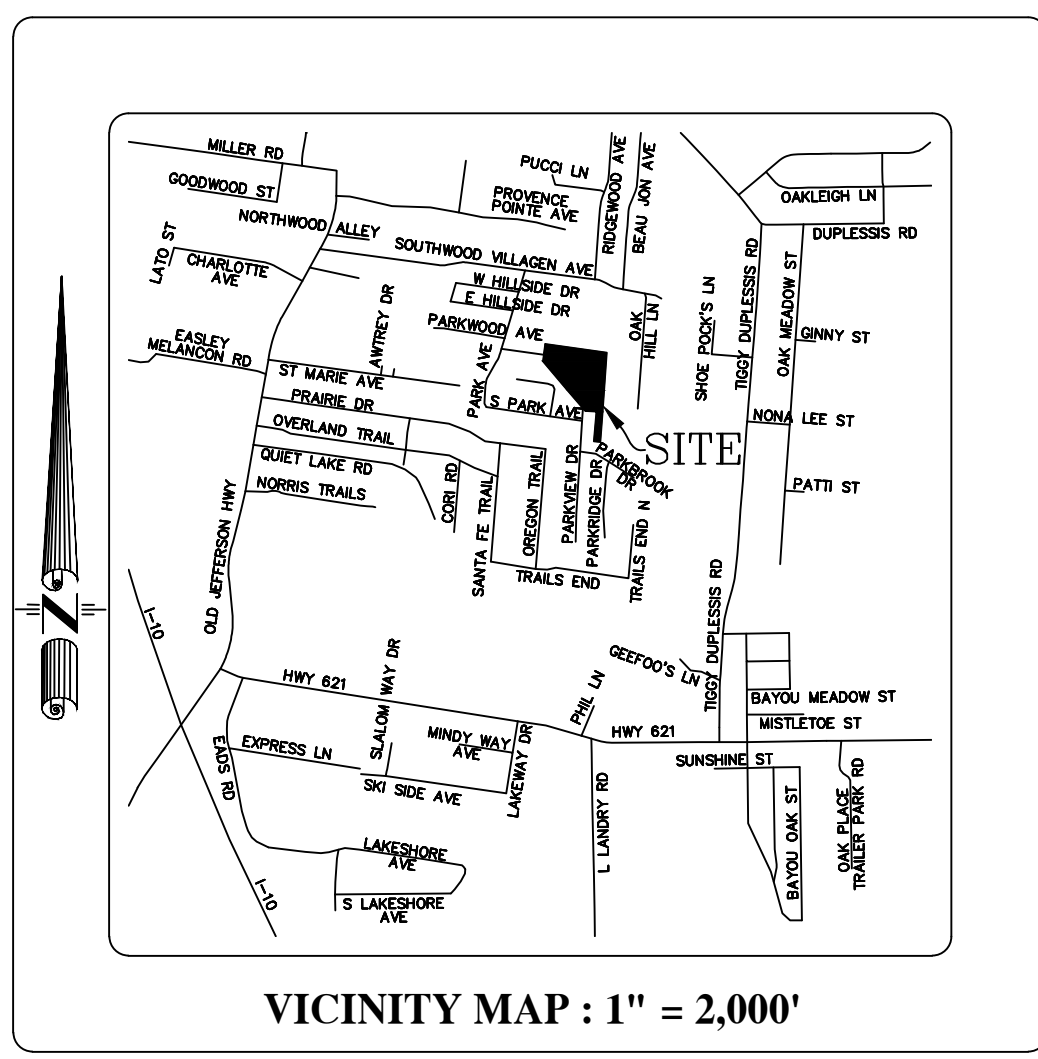 MILLER RD
GOODWOOD ST
NORTHWOOD ALLEY
LATO ST
CHARLOTTE
AVE
EASLEY
MELANCON RD
PUCCI LN
PROVENCE
POINTE AVE
RIDGEWOOD AVE
BEAU JON AVE
SOUTHWOOD VILLAGEN AVE
W HILLSIDE DR
E HILLSIDE DR
PARKWOOD AVE
OAK
HILL LN
SHOE POCK'S LN
TIGGY DUPLESSIS RD
OAK MEADOW ST
OAKLEIGH LN
DUPLESSIS RD
GINNY ST
NONA LEE ST
PATTI ST
AWTREY DR
ST MARIE AVE
PARK AVE
S PARK AVE
PRAIRIE DR
OVERLAND TRAIL
QUIET LAKE RD
NORRIS TRAILS
CORI RD
SANTA FE TRAIL
OREGON TRAIL
PARKVIEW DR
PARKRIDGE DR
PARKBROOK
DR
SITE
TRAILS END
TRAILS END N
OLD JEFFERSON HWY
N
I-10
HWY 621
SLALOM WAY DR
GEEFOO'S LN
TIGGY DUPLESSIS RD
PHIL LN
HWY 621
BAYOU MEADOW ST
MISTLETOE ST
SUNSHINE ST
EADS RD
EXPRESS LN
MINDY WAY
AVE
LAKEWAY DR
SKI SIDE AVE
L LANDRY RD
BAYOU OAK ST
OAK PLACE
TRAILER PARK RD
LAKESHORE
AVE
I-10
S LAKESHORE
AVE
VICINITY MAP : 1" = 2,000'